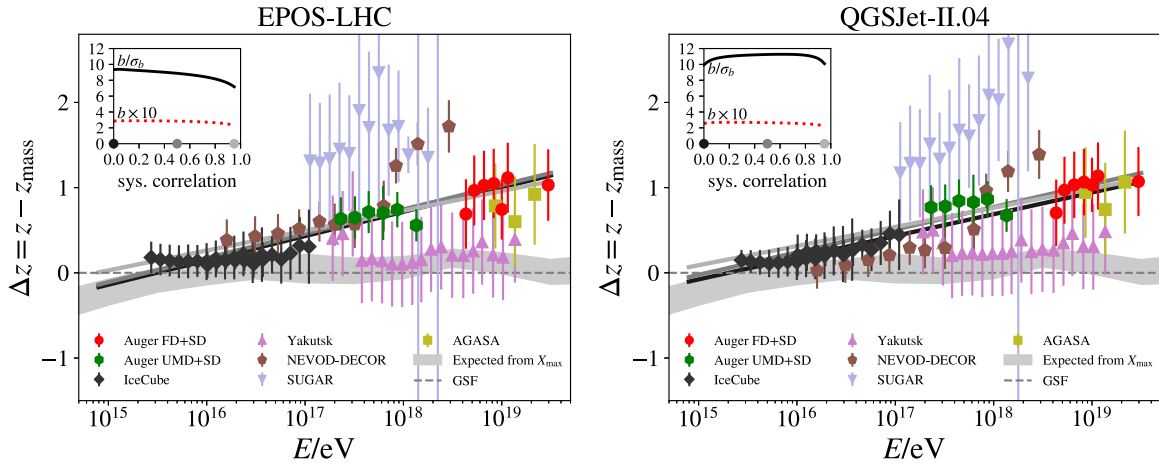 EPOS-LHC
12
10
8
6
4
2
0
b/σ_b
b × 10
0.0 0.2 0.4 0.6 0.8 1.0
sys. correlation
Δz = z − z_mass
2
1
0
−1
Auger FD+SD
Auger UMD+SD
IceCube
Yakutsk
NEVOD-DECOR
SUGAR
AGASA
Expected from X_max
GSF
10^15 10^16 10^17 10^18 10^19
E/eV
QGSJet-II.04
12
10
8
6
4
2
0
b/σ_b
b × 10
0.0 0.2 0.4 0.6 0.8 1.0
sys. correlation
Δz = z − z_mass
2
1
0
−1
Auger FD+SD
Auger UMD+SD
IceCube
Yakutsk
NEVOD-DECOR
SUGAR
AGASA
Expected from X_max
GSF
10^15 10^16 10^17 10^18 10^19
E/eV